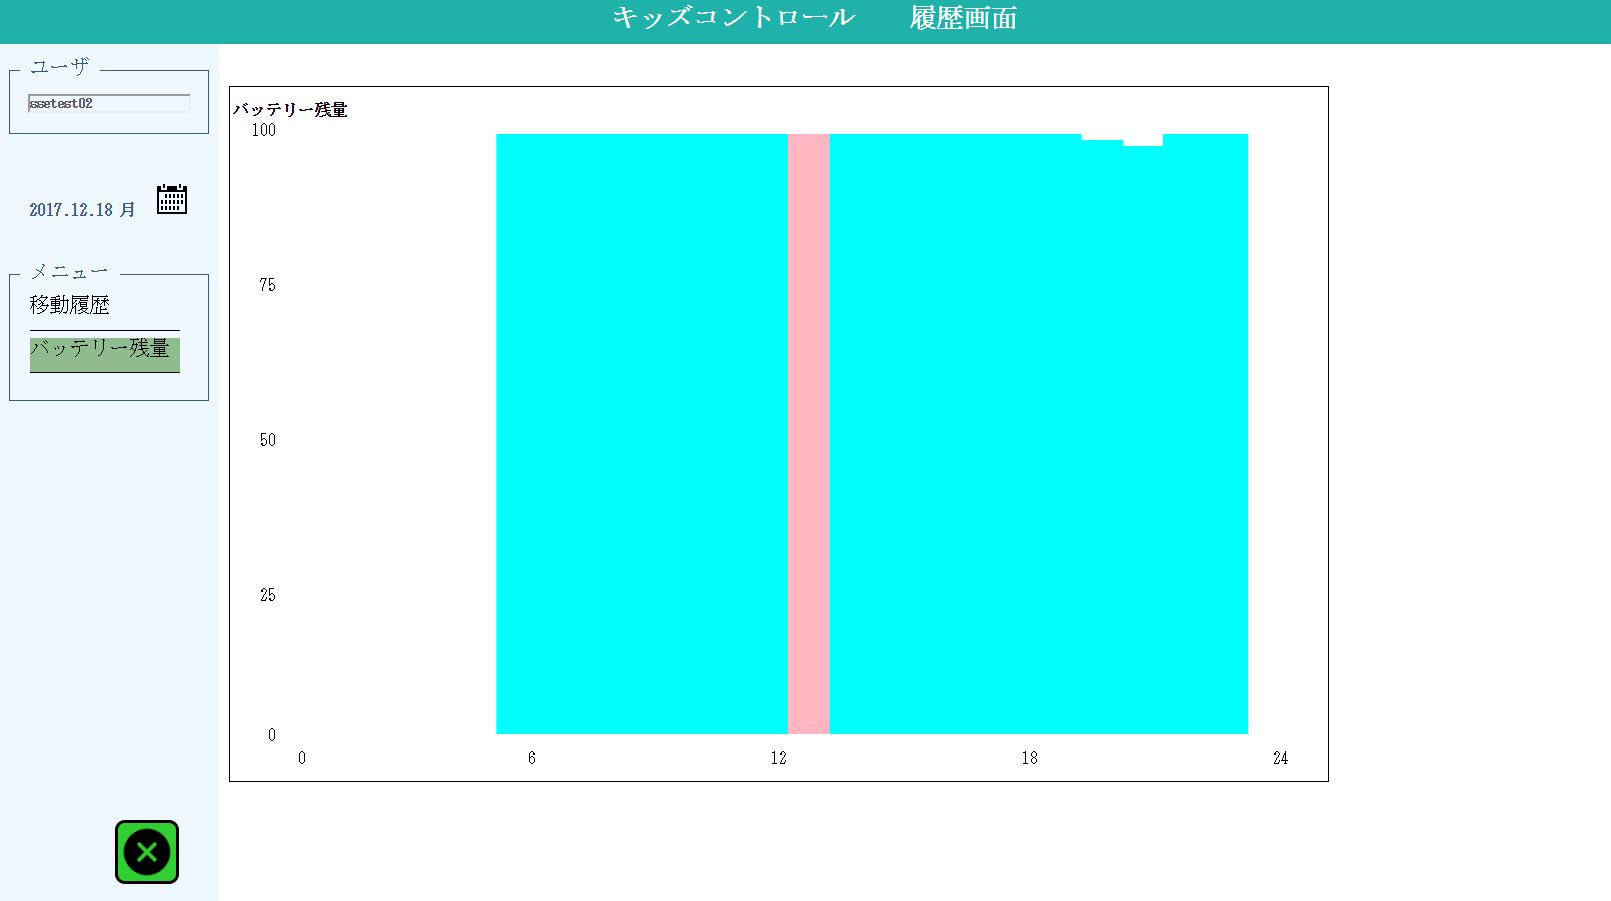 キッズコントロール　　履歴画面
ユーザ
ssetest02
2017.12.18 月
メニュー
移動履歴
バッテリー残量
バッテリー残量
100
75
50
25
0
0 6 12 18 24